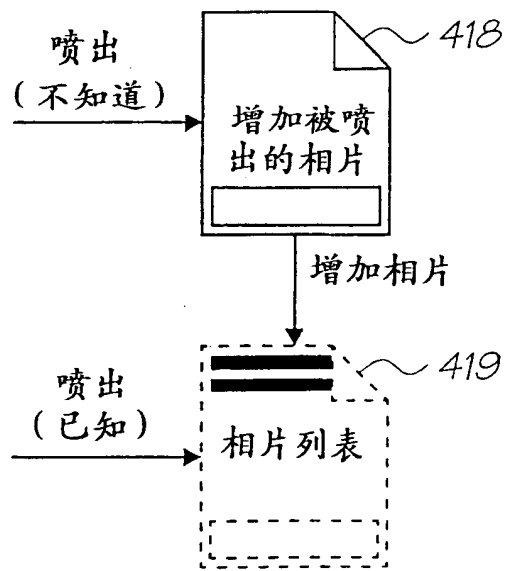 喷出
（不知道）
418
增加被喷
出的相片
增加相片
419
喷出
（已知）
相片列表